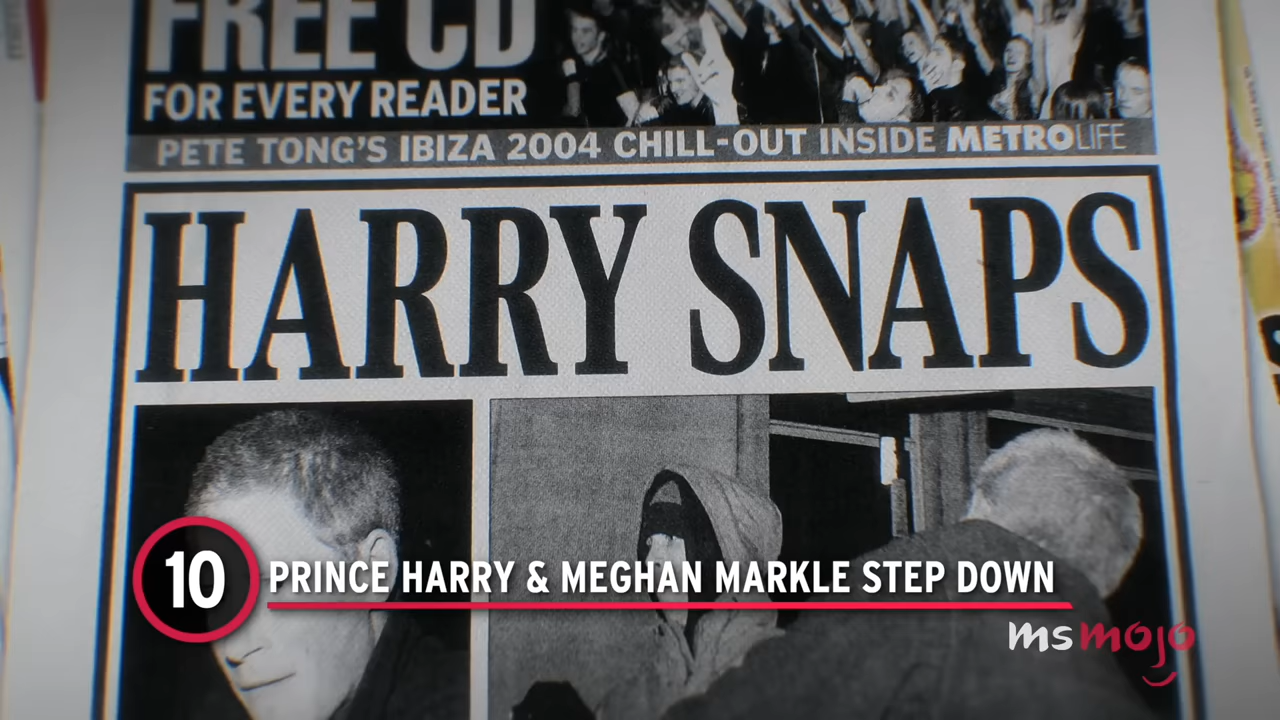 FREE CD
FOR EVERY READER
PETE TONG'S IBIZA 2004 CHILL-OUT INSIDE METROLIFE
HARRY SNAPS
10 PRINCE HARRY & MEGHAN MARKLE STEP DOWN
msmojo